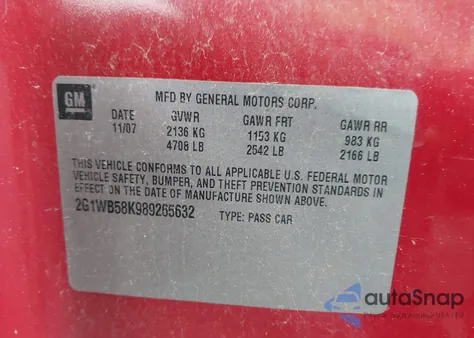 GM
MFD BY GENERAL MOTORS CORP.
DATE GVWR GAWR FRT GAWR RR
11/07 2136 KG 1153 KG 983 KG
4708 LB 2542 LB 2166 LB
THIS VEHICLE CONFORMS TO ALL APPLICABLE U.S. FEDERAL MOTOR
VEHICLE SAFETY, BUMPER, AND THEFT PREVENTION STANDARDS IN
EFFECT ON THE DATE OF MANUFACTURE SHOWN ABOVE.
2G1WB58K989265632 TYPE: PASS CAR
autoSnap